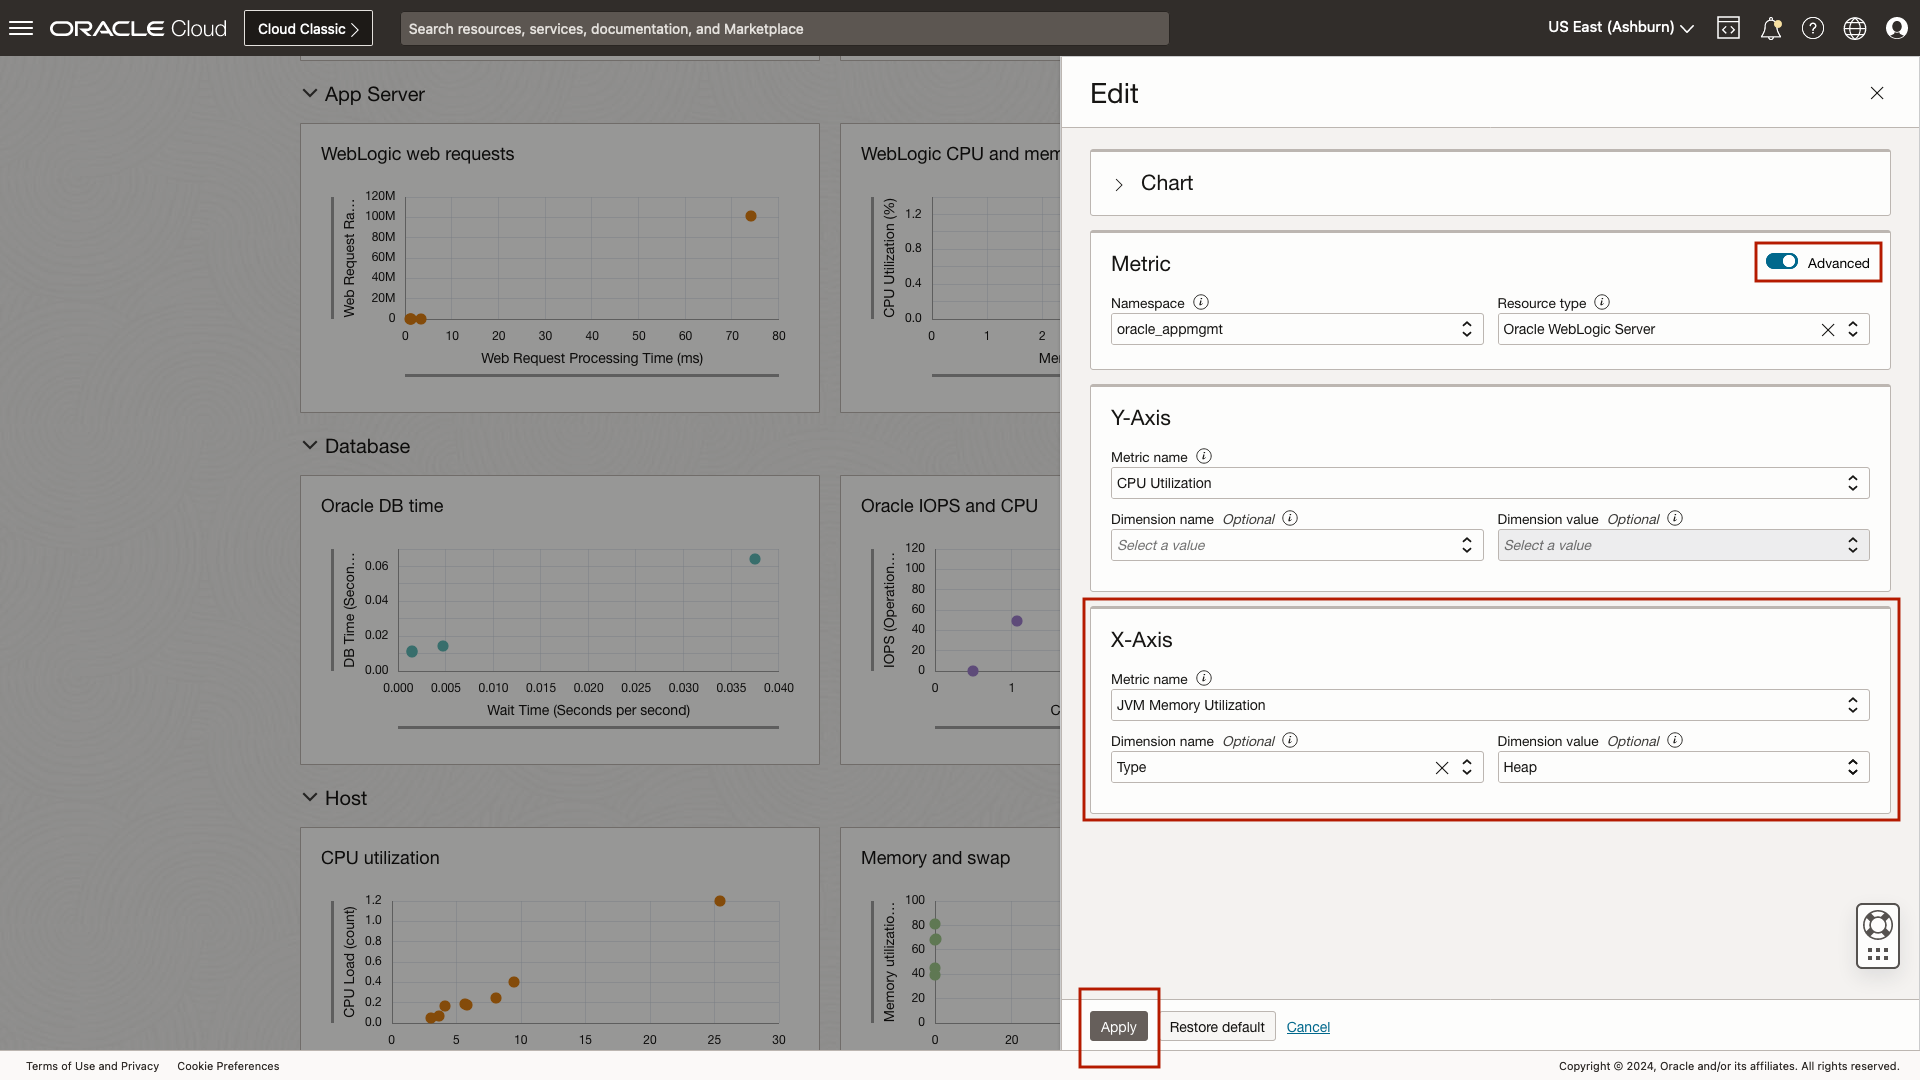 ORACLE Cloud
Cloud Classic
Search resources, services, documentation, and Marketplace
US East (Ashburn)
App Server
WebLogic web requests
Web Request Ra...
120M
100M
80M
60M
40M
20M
0
0 10 20 30 40 50 60 70 80
Web Request Processing Time (ms)
WebLogic CPU and mem
CPU Utilization (%)
1.2
0.8
0.4
0.0
0 1 2
Mer
Database
Oracle DB time
DB Time (Secon...
0.06
0.04
0.02
0.00
0.000 0.005 0.010 0.015 0.020 0.025 0.030 0.035 0.040
Wait Time (Seconds per second)
Oracle IOPS and CPU
IOPS (Operation...
120
100
80
60
40
20
0
0 1
C
Host
CPU utilization
CPU Load (count)
1.2
1.0
0.8
0.6
0.4
0.2
0.0
0 5 10 15 20 25 30
Memory and swap
Memory utilizatio...
100
80
60
40
20
0
0 20
Edit
Chart
Metric
Advanced
Namespace
Resource type
oracle_appmgmt
Oracle WebLogic Server
Y-Axis
Metric name
CPU Utilization
Dimension name Optional
Dimension value Optional
Select a value
Select a value
X-Axis
Metric name
JVM Memory Utilization
Dimension name Optional
Dimension value Optional
Type
Heap
Apply
Restore default
Cancel
Terms of Use and Privacy
Cookie Preferences
Copyright © 2024, Oracle and/or its affiliates. All rights reserved.